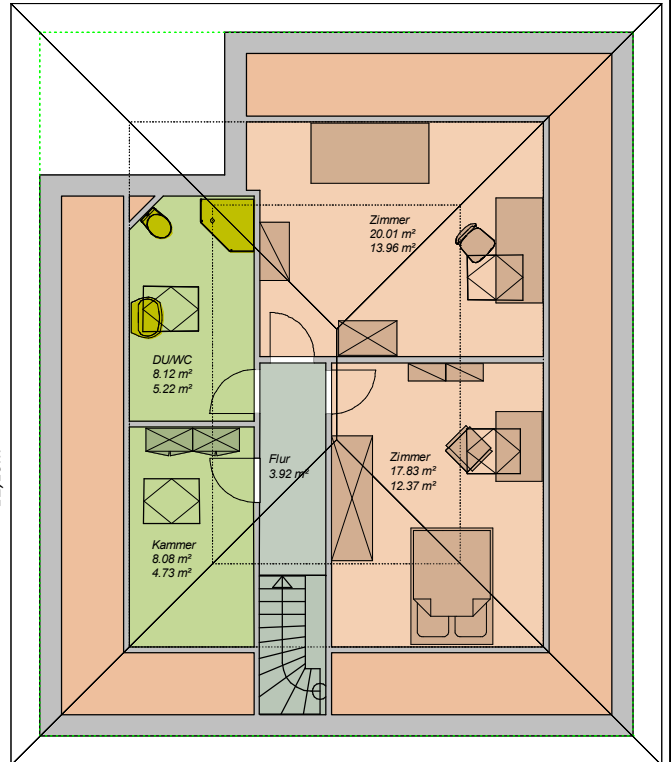 Zimmer
20.01 m²
13.96 m²
DU/WC
8.12 m²
5.22 m²
Flur
3.92 m²
Zimmer
17.83 m²
12.37 m²
Kammer
8.08 m²
4.73 m²